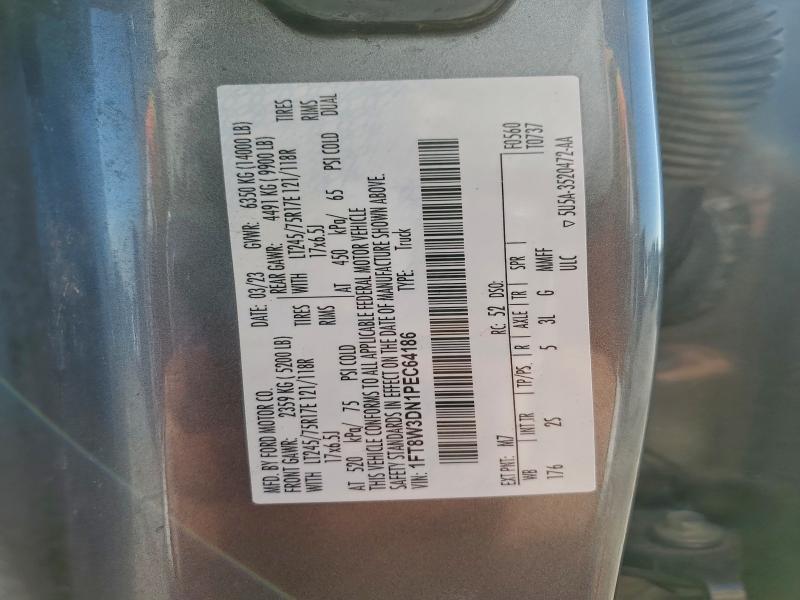 MFD. BY FORD MOTOR CO.
DATE: 03/23 GVWR: 6350 KG (14000 LB)
FRONT GAWR: 2359 KG (5200 LB) REAR GAWR: 4491 KG (9900 LB)
WITH LT245/75R17E 121/118R TIRES WITH LT245/75R17E 121/118R TIRES
17x6.5J RIMS 17x6.5J RIMS
AT 520 kPa/ 75 PSI COLD AT 450 kPa/ 65 PSI COLD DUAL
THIS VEHICLE CONFORMS TO ALL APPLICABLE FEDERAL MOTOR VEHICLE
SAFETY STANDARDS IN EFFECT ON THE DATE OF MANUFACTURE SHOWN ABOVE.
VIN: 1FT8W3DN1PEC64186 TYPE: Truck
EXT PNT: M7 RC: 52 DSO: F0560
WB INT TR TP/PS R AXLE TR SPR T0737
176 2S 5 3L G MMFF
ULC ▽ 5U5A-3520472-AA